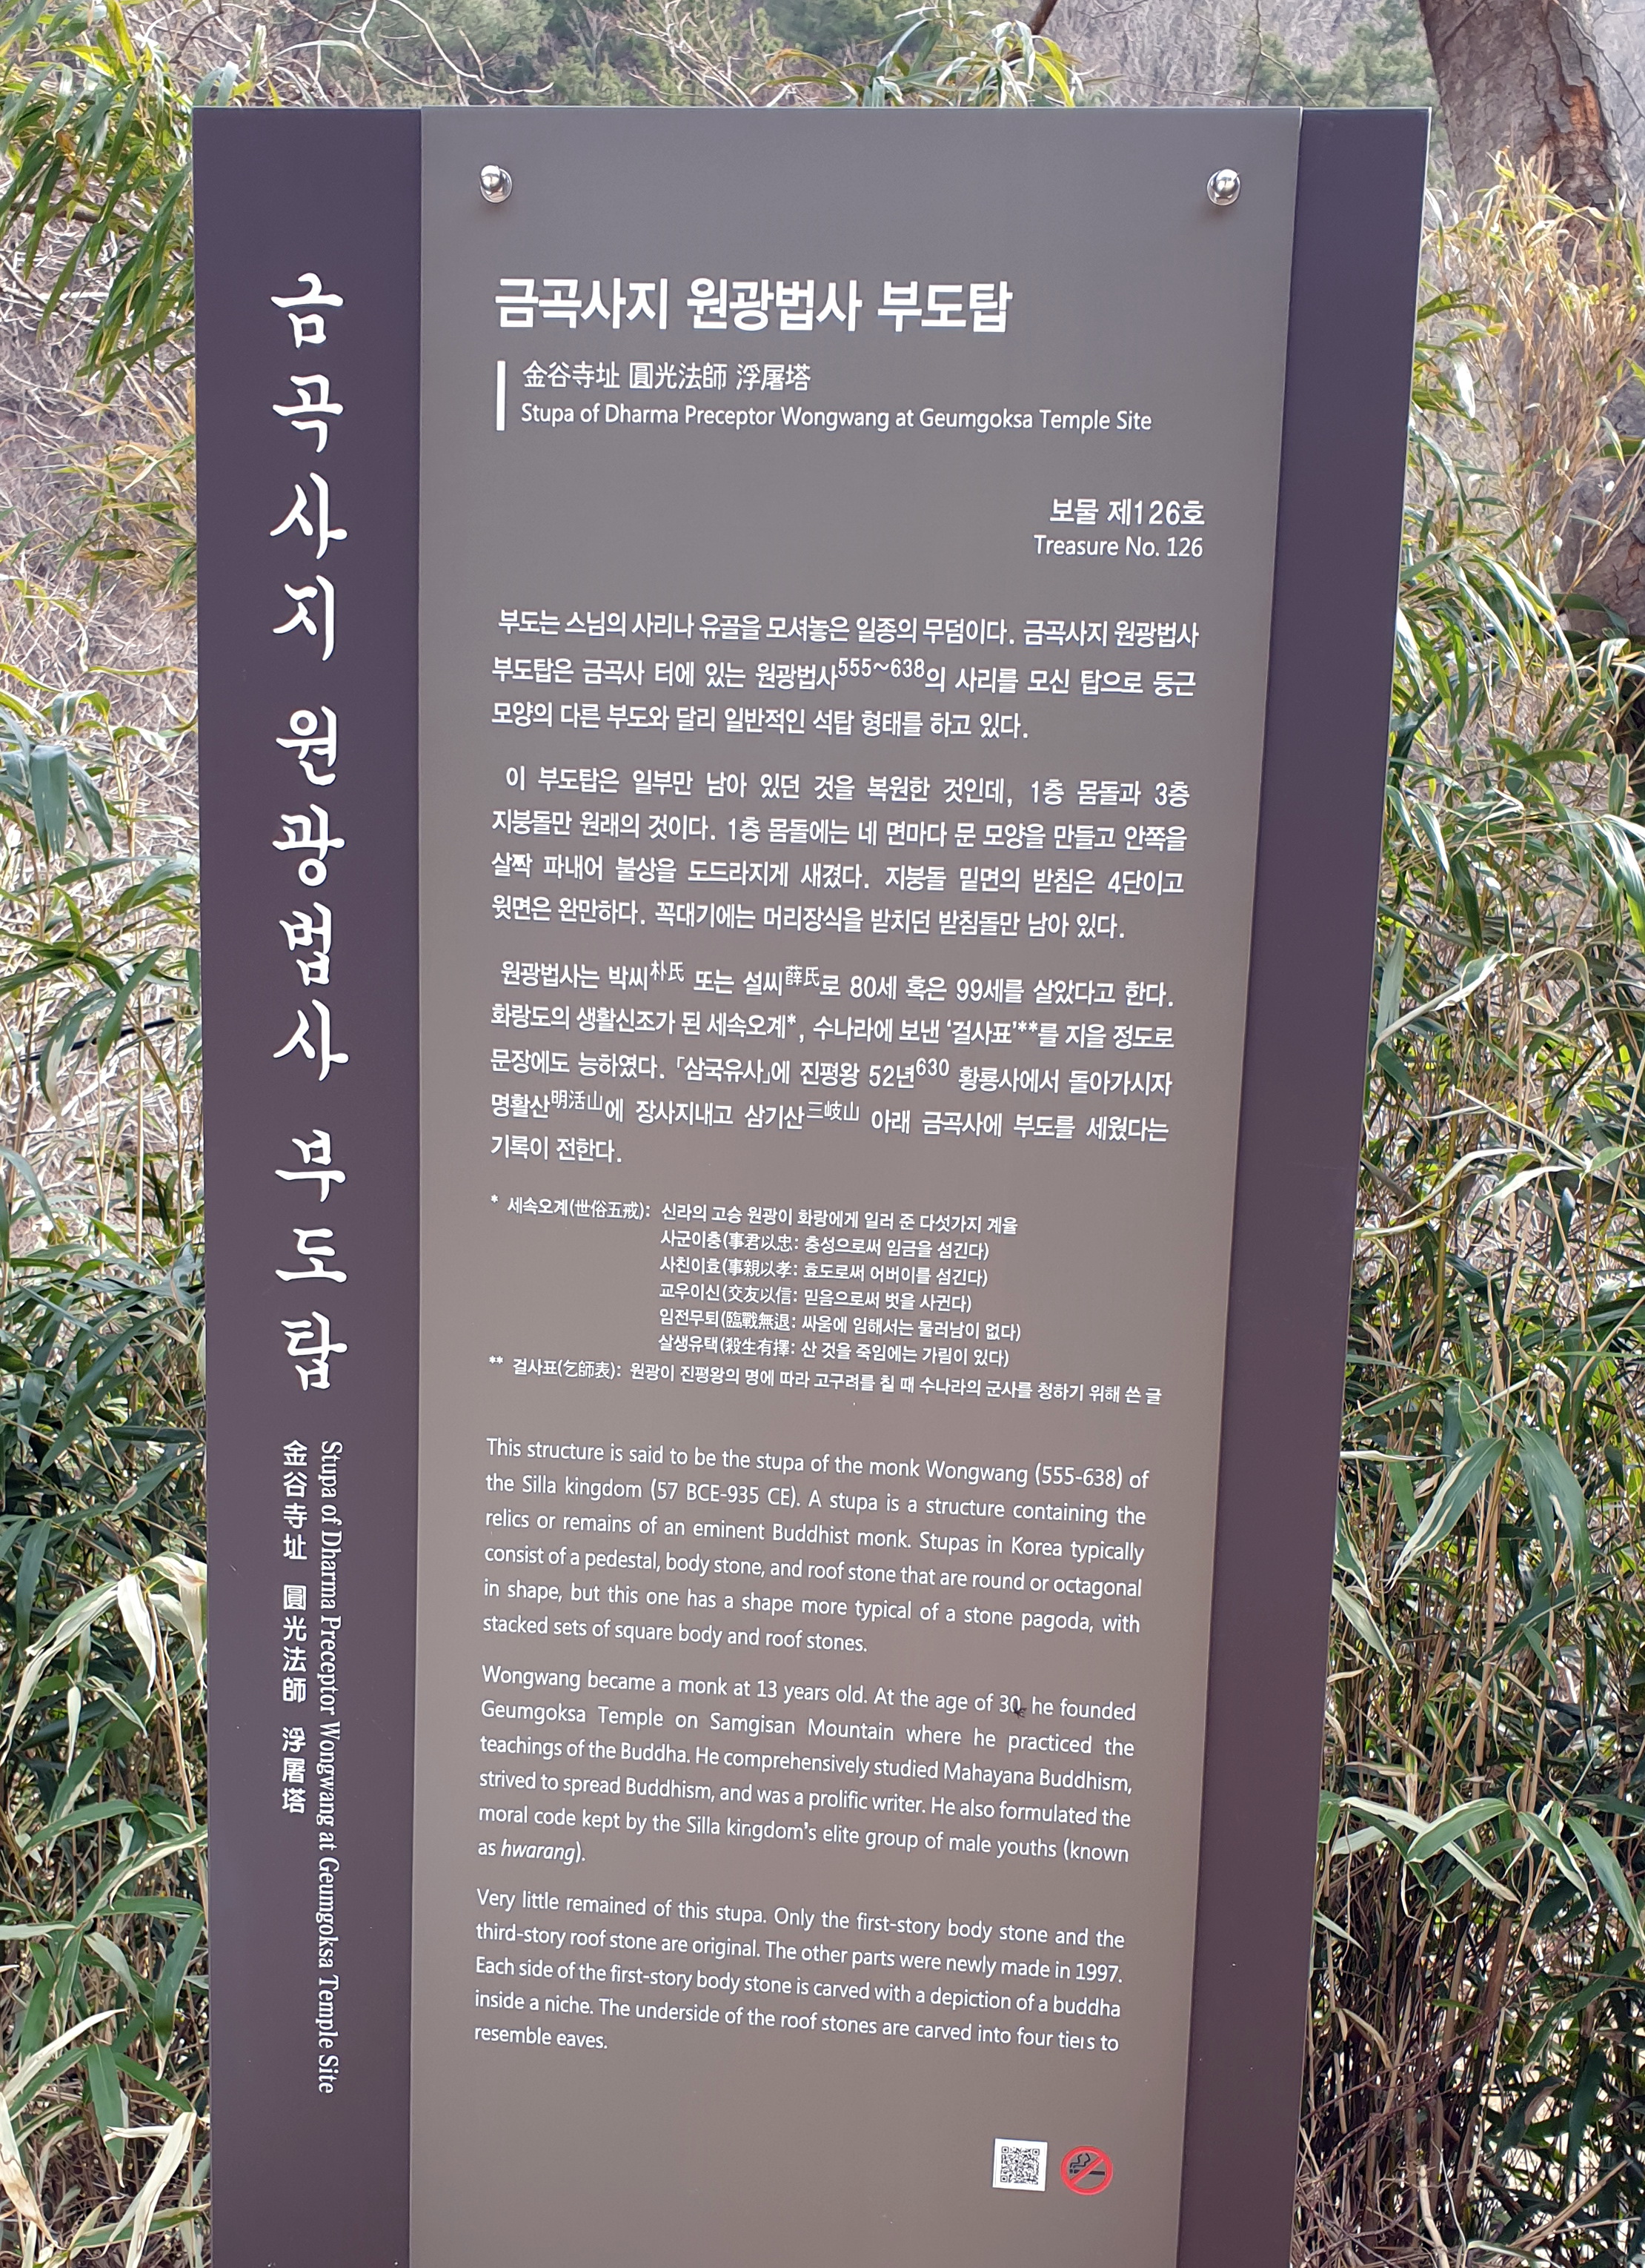 금곡사지 원광법사 부도탑
金谷寺址 圓光法師 浮屠塔
Stupa of Dharma Preceptor Wongwang at Geumgoksa Temple Site
금곡사지 원광법사 부도탑
金谷寺址 圓光法師 浮屠塔
Stupa of Dharma Preceptor Wongwang at Geumgoksa Temple Site
보물 제126호
Treasure No. 126
부도는 스님의 사리나 유골을 모셔놓은 일종의 무덤이다. 금곡사지 원광법사
부도탑은 금곡사 터에 있는 원광법사555~638의 사리를 모신 탑으로 둥근
모양의 다른 부도와 달리 일반적인 석탑 형태를 하고 있다.
이 부도탑은 일부만 남아 있던 것을 복원한 것인데, 1층 몸돌과 3층
지붕돌만 원래의 것이다. 1층 몸돌에는 네 면마다 문 모양을 만들고 안쪽을
살짝 파내어 불상을 도드라지게 새겼다. 지붕돌 밑면의 받침은 4단이고
윗면은 완만하다. 꼭대기에는 머리장식을 받치던 받침돌만 남아 있다.
원광법사는 박씨朴氏 또는 설씨薛氏로 80세 혹은 99세를 살았다고 한다.
화랑도의 생활신조가 된 세속오계*, 수나라에 보낸 ‘걸사표’**를 지을 정도로
문장에도 능하였다. 「삼국유사」에 진평왕 52년630 황룡사에서 돌아가시자
명활산明活山에 장사지내고 삼기산三岐山 아래 금곡사에 부도를 세웠다는
기록이 전한다.
* 세속오계(世俗五戒): 신라의 고승 원광이 화랑에게 일러 준 다섯가지 계율
사군이충(事君以忠: 충성으로써 임금을 섬긴다)
사친이효(事親以孝: 효도로써 어버이를 섬긴다)
교우이신(交友以信: 믿음으로써 벗을 사귄다)
임전무퇴(臨戰無退: 싸움에 임해서는 물러남이 없다)
살생유택(殺生有擇: 산 것을 죽임에는 가림이 있다)
** 걸사표(乞師表): 원광이 진평왕의 명에 따라 고구려를 칠 때 수나라의 군사를 청하기 위해 쓴 글
This structure is said to be the stupa of the monk Wongwang (555-638) of
the Silla kingdom (57 BCE-935 CE). A stupa is a structure containing the
relics or remains of an eminent Buddhist monk. Stupas in Korea typically
consist of a pedestal, body stone, and roof stone that are round or octagonal
in shape, but this one has a shape more typical of a stone pagoda, with
stacked sets of square body and roof stones.
Wongwang became a monk at 13 years old. At the age of 30, he founded
Geumgoksa Temple on Samgisan Mountain where he practiced the
teachings of the Buddha. He comprehensively studied Mahayana Buddhism,
strived to spread Buddhism, and was a prolific writer. He also formulated the
moral code kept by the Silla kingdom's elite group of male youths (known
as hwarang).
Very little remained of this stupa. Only the first-story body stone and the
third-story roof stone are original. The other parts were newly made in 1997.
Each side of the first-story body stone is carved with a depiction of a buddha
inside a niche. The underside of the roof stones are carved into four tiers to
resemble eaves.